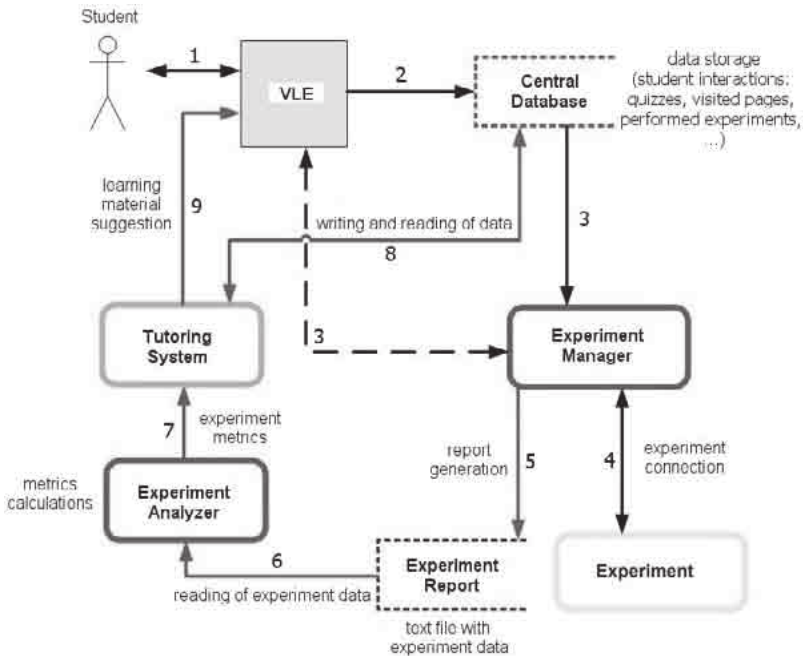 Student
1
VLE
2
Central
Database
data storage
(student interactions:
quizzes, visited pages,
performed experiments,
...)
learning
material
suggestion
9
writing and reading of data
8
3
Tutoring
System
3
Experiment
Manager
7
experiment
metrics
report
generation
5
4
experiment
connection
metrics
calculations
Experiment
Analyzer
6
reading of experiment data
Experiment
Report
Experiment
text file with
experiment data